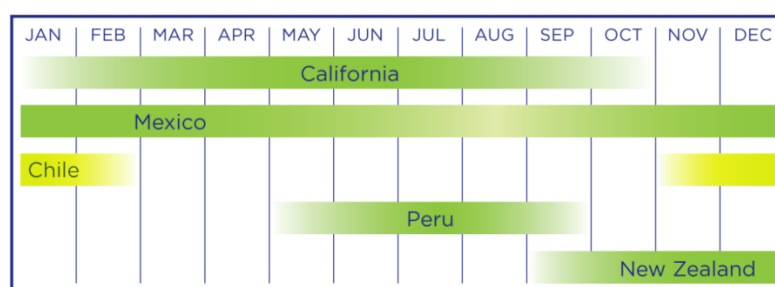 JAN FEB MAR APR MAY JUN JUL AUG SEP OCT NOV DEC
California
Mexico
Chile
Peru
New Zealand